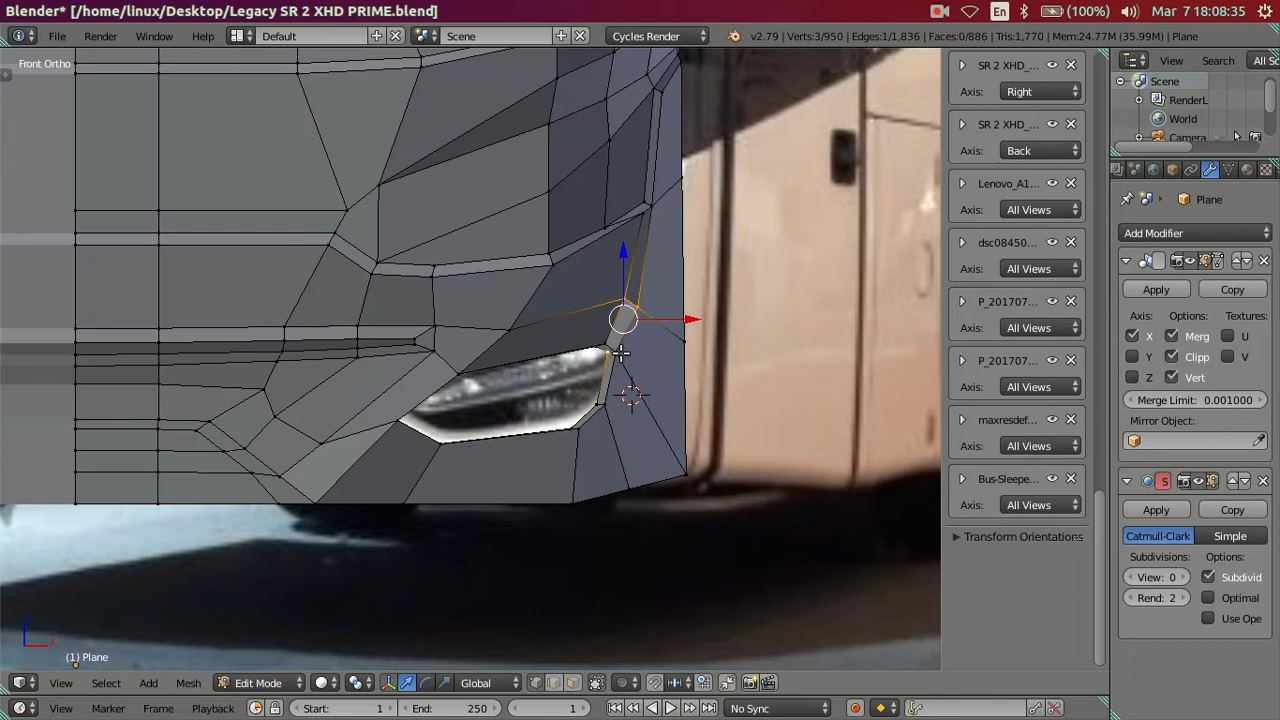 Blender* [/home/linux/Desktop/Legacy SR 2 XHD PRIME.blend]
En
(100%)
Mar 7 18:08:35
File
Render
Window
Help
Default
Scene
Cycles Render
v2.79 | Verts:3/950 | Edges:1/1,836 | Faces:0/886 | Tris:1,770 | Mem:24.77M (35.99M) | Plane
Front Ortho
SR 2 XHD_...
Axis:
Right
SR 2 XHD_...
Axis:
Back
Lenovo_A1...
Axis:
All Views
dsc08450...
Axis:
All Views
P_201707...
Axis:
All Views
P_201707...
Axis:
All Views
maxresdef...
Axis:
All Views
Bus-Sleepe...
Axis:
All Views
Transform Orientations
View
Search
All Sc
Scene
RenderL
World
Camera
Plane
Add Modifier
Apply
Copy
Axis:
Options:
Textures:
X
Merg
U
Y
Clipp
V
Z
Vert
Merge Limit: 0.001000
Mirror Object:
S
Apply
Copy
Catmull-Clark
Simple
Subdivisions:
Options:
View: 0
Subdivid
Rend: 2
Optimal
Use Ope
z
x
(1) Plane
View
Select
Add
Mesh
Edit Mode
Global
View
Marker
Frame
Playback
Start: 1
End: 250
1
No Sync